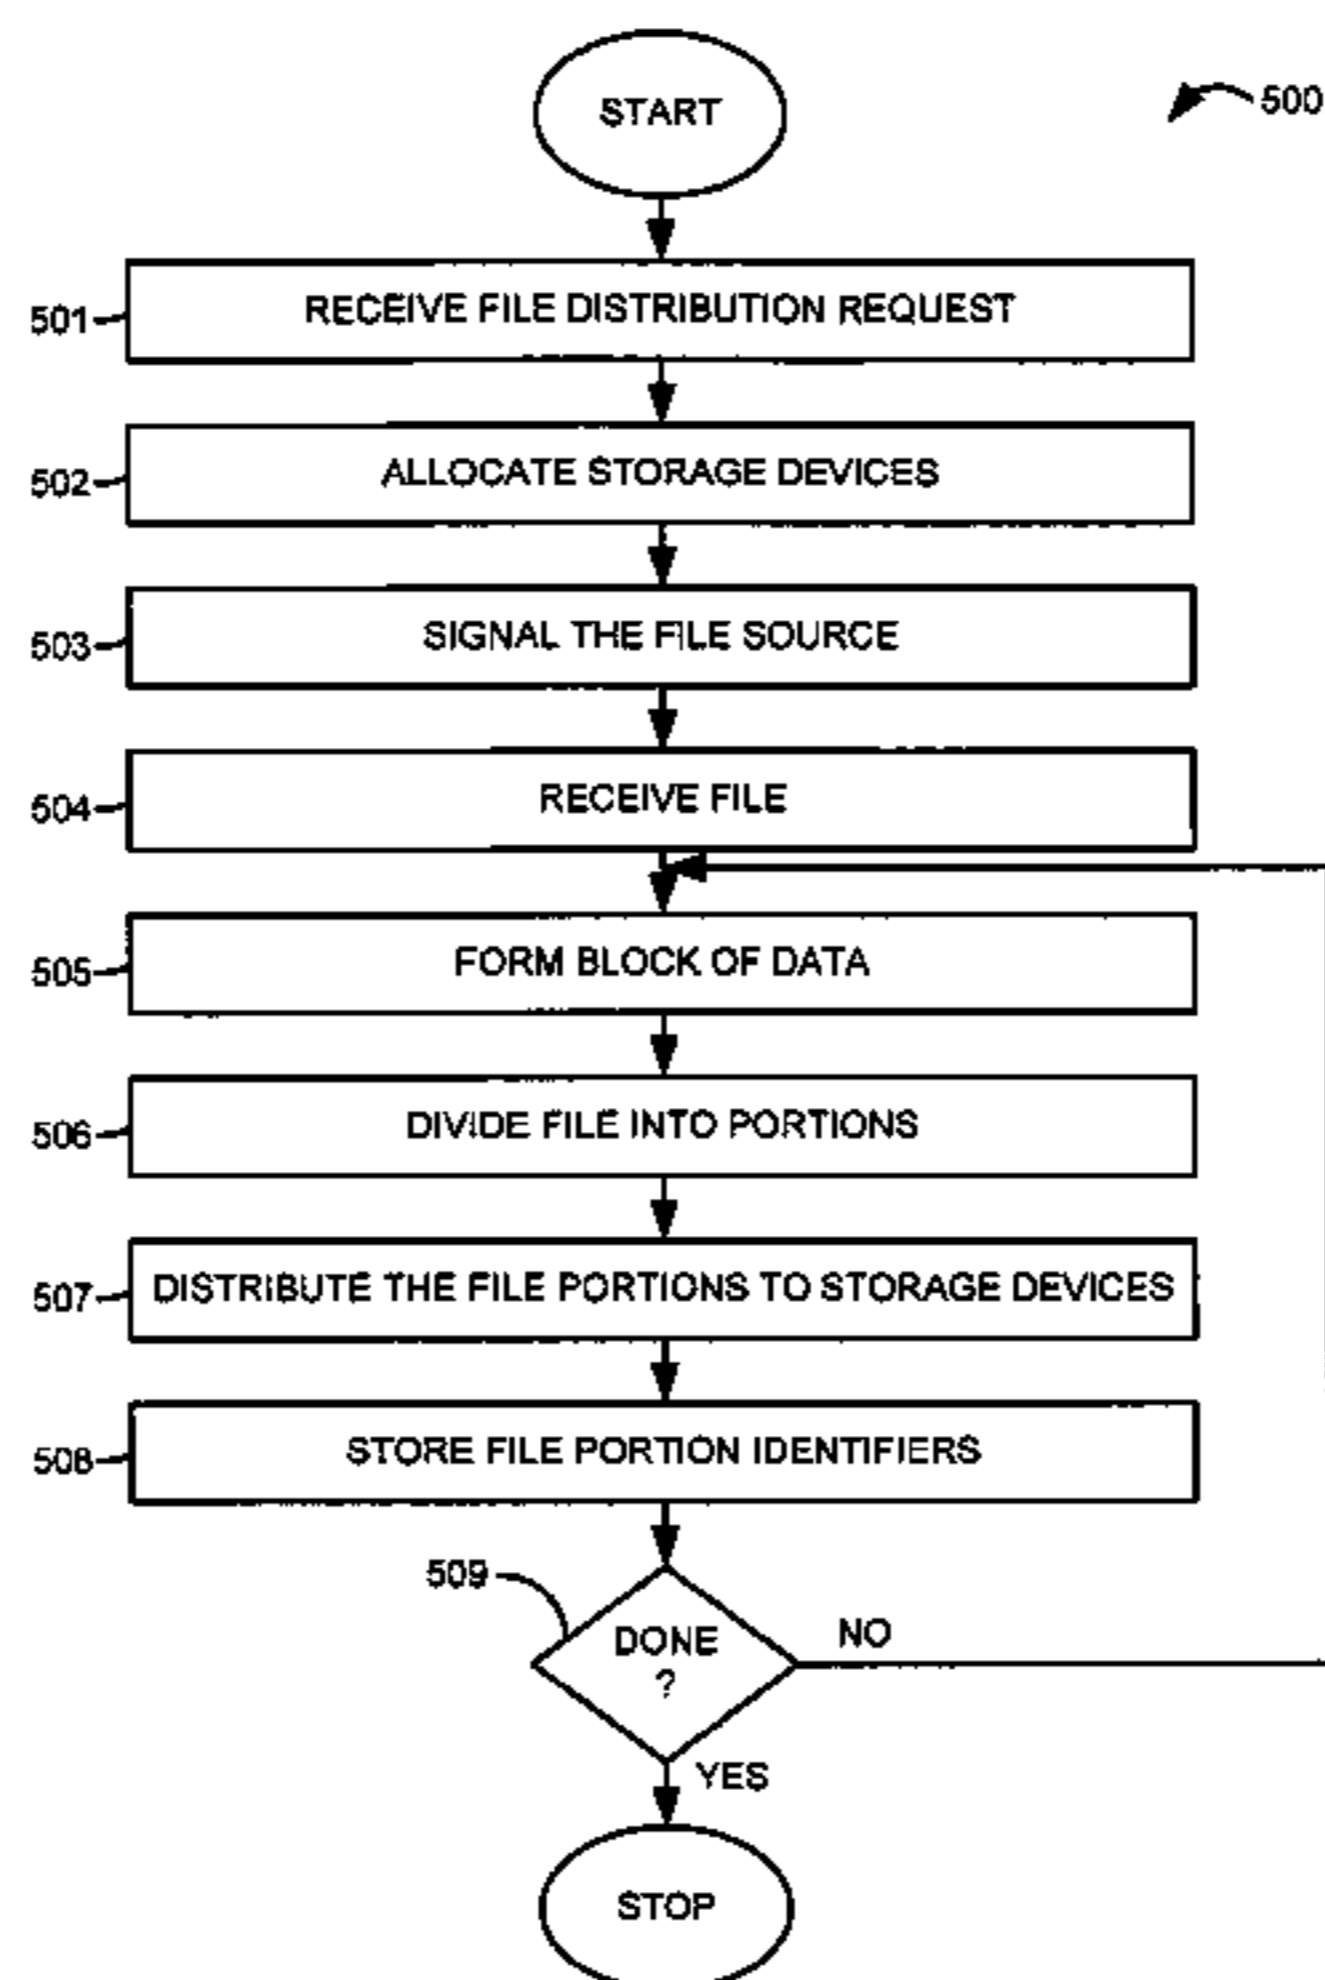 START
500
501
RECEIVE FILE DISTRIBUTION REQUEST
502
ALLOCATE STORAGE DEVICES
503
SIGNAL THE FILE SOURCE
504
RECEIVE FILE
505
FORM BLOCK OF DATA
506
DIVIDE FILE INTO PORTIONS
507
DISTRIBUTE THE FILE PORTIONS TO STORAGE DEVICES
508
STORE FILE PORTION IDENTIFIERS
509
DONE
?
NO
YES
STOP